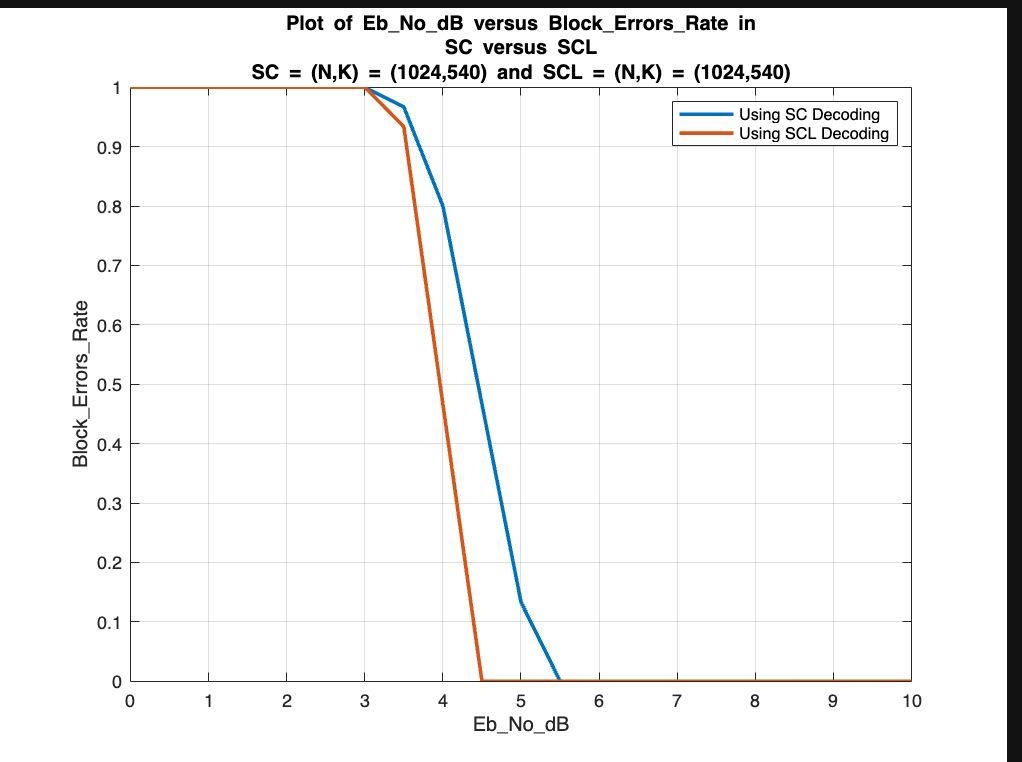 Plot of Eb_No_dB versus Block_Errors_Rate in
SC versus SCL
SC = (N,K) = (1024,540) and SCL = (N,K) = (1024,540)
Using SC Decoding
Using SCL Decoding
1
0.9
0.8
0.7
0.6
0.5
0.4
0.3
0.2
0.1
0
Block_Errors_Rate
0 1 2 3 4 5 6 7 8 9 10
Eb_No_dB